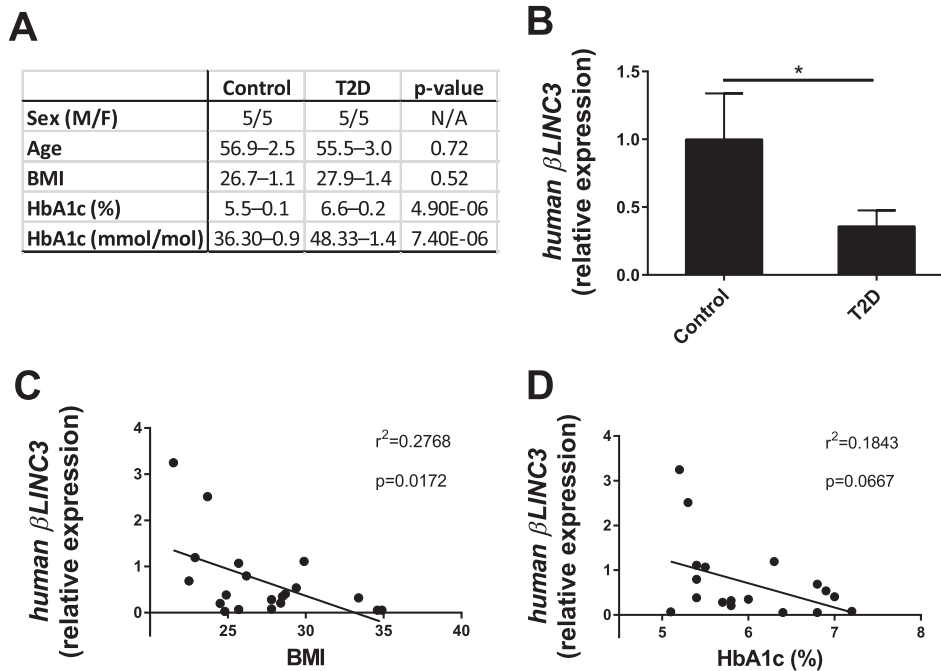 A
Control T2D p-value
Sex (M/F) 5/5 5/5 N/A
Age 56.9–2.5 55.5–3.0 0.72
BMI 26.7–1.1 27.9–1.4 0.52
HbA1c (%) 5.5–0.1 6.6–0.2 4.90E-06
HbA1c (mmol/mol) 36.30–0.9 48.33–1.4 7.40E-06
B
human βLINC3
(relative expression)
1.5
1.0
0.5
0.0
*
Control
T2D
C
human βLINC3
(relative expression)
4
3
2
1
0
r²=0.2768
p=0.0172
25 30 35 40
BMI
D
human βLINC3
(relative expression)
4
3
2
1
0
r²=0.1843
p=0.0667
5 6 7 8
HbA1c (%)